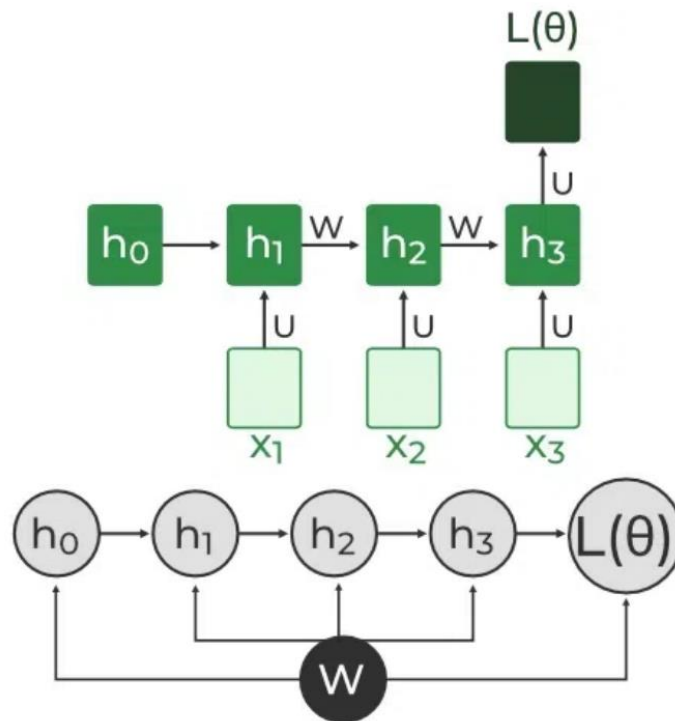 L(θ)
U
h₀ h₁ W h₂ W h₃
U U U
x₁ x₂ x₃
h₀ h₁ h₂ h₃ L(θ)
W